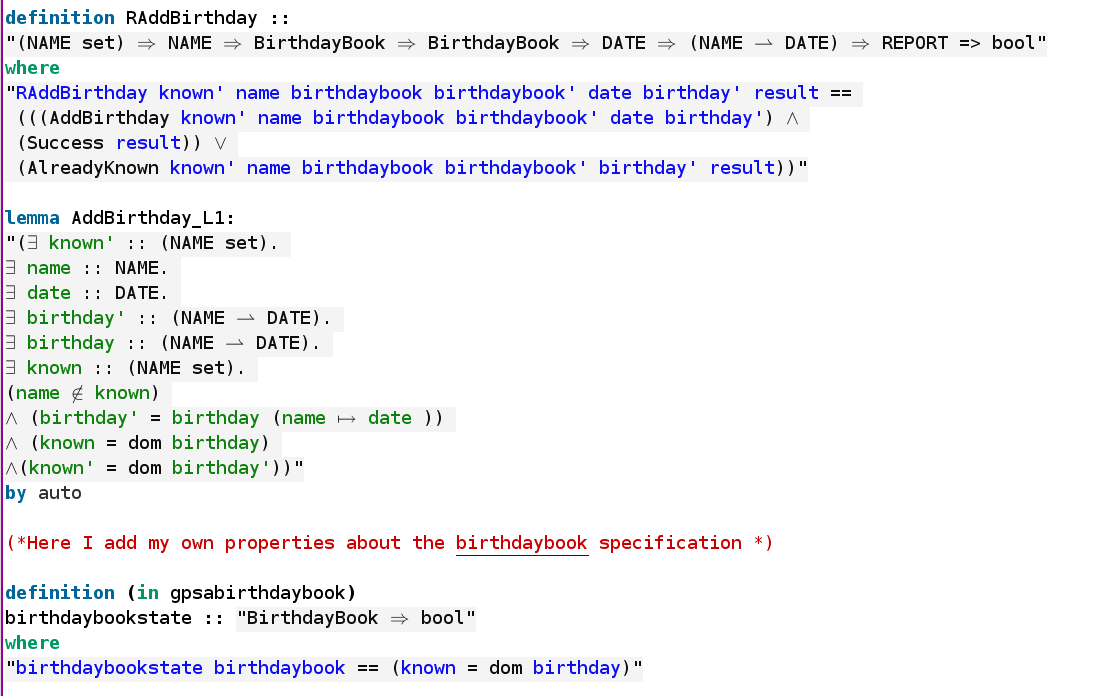 definition RAddBirthday ::
"(NAME set) ⇒ NAME ⇒ BirthdayBook ⇒ BirthdayBook ⇒ DATE ⇒ (NAME ⇀ DATE) ⇒ REPORT => bool"
where
"RAddBirthday known' name birthdaybook birthdaybook' date birthday' result ==
(((AddBirthday known' name birthdaybook birthdaybook' date birthday') ∧
(Success result)) ∨
(AlreadyKnown known' name birthdaybook birthdaybook' birthday' result))"
lemma AddBirthday_L1:
"(∃ known' :: (NAME set).
∃ name :: NAME.
∃ date :: DATE.
∃ birthday' :: (NAME ⇀ DATE).
∃ birthday :: (NAME ⇀ DATE).
∃ known :: (NAME set).
(name ∉ known)
∧ (birthday' = birthday (name ↦ date ))
∧ (known = dom birthday)
∧(known' = dom birthday'))"
by auto
(*Here I add my own properties about the birthdaybook specification *)
definition (in gpsabirthdaybook)
birthdaybookstate :: "BirthdayBook ⇒ bool"
where
"birthdaybookstate birthdaybook == (known = dom birthday)"